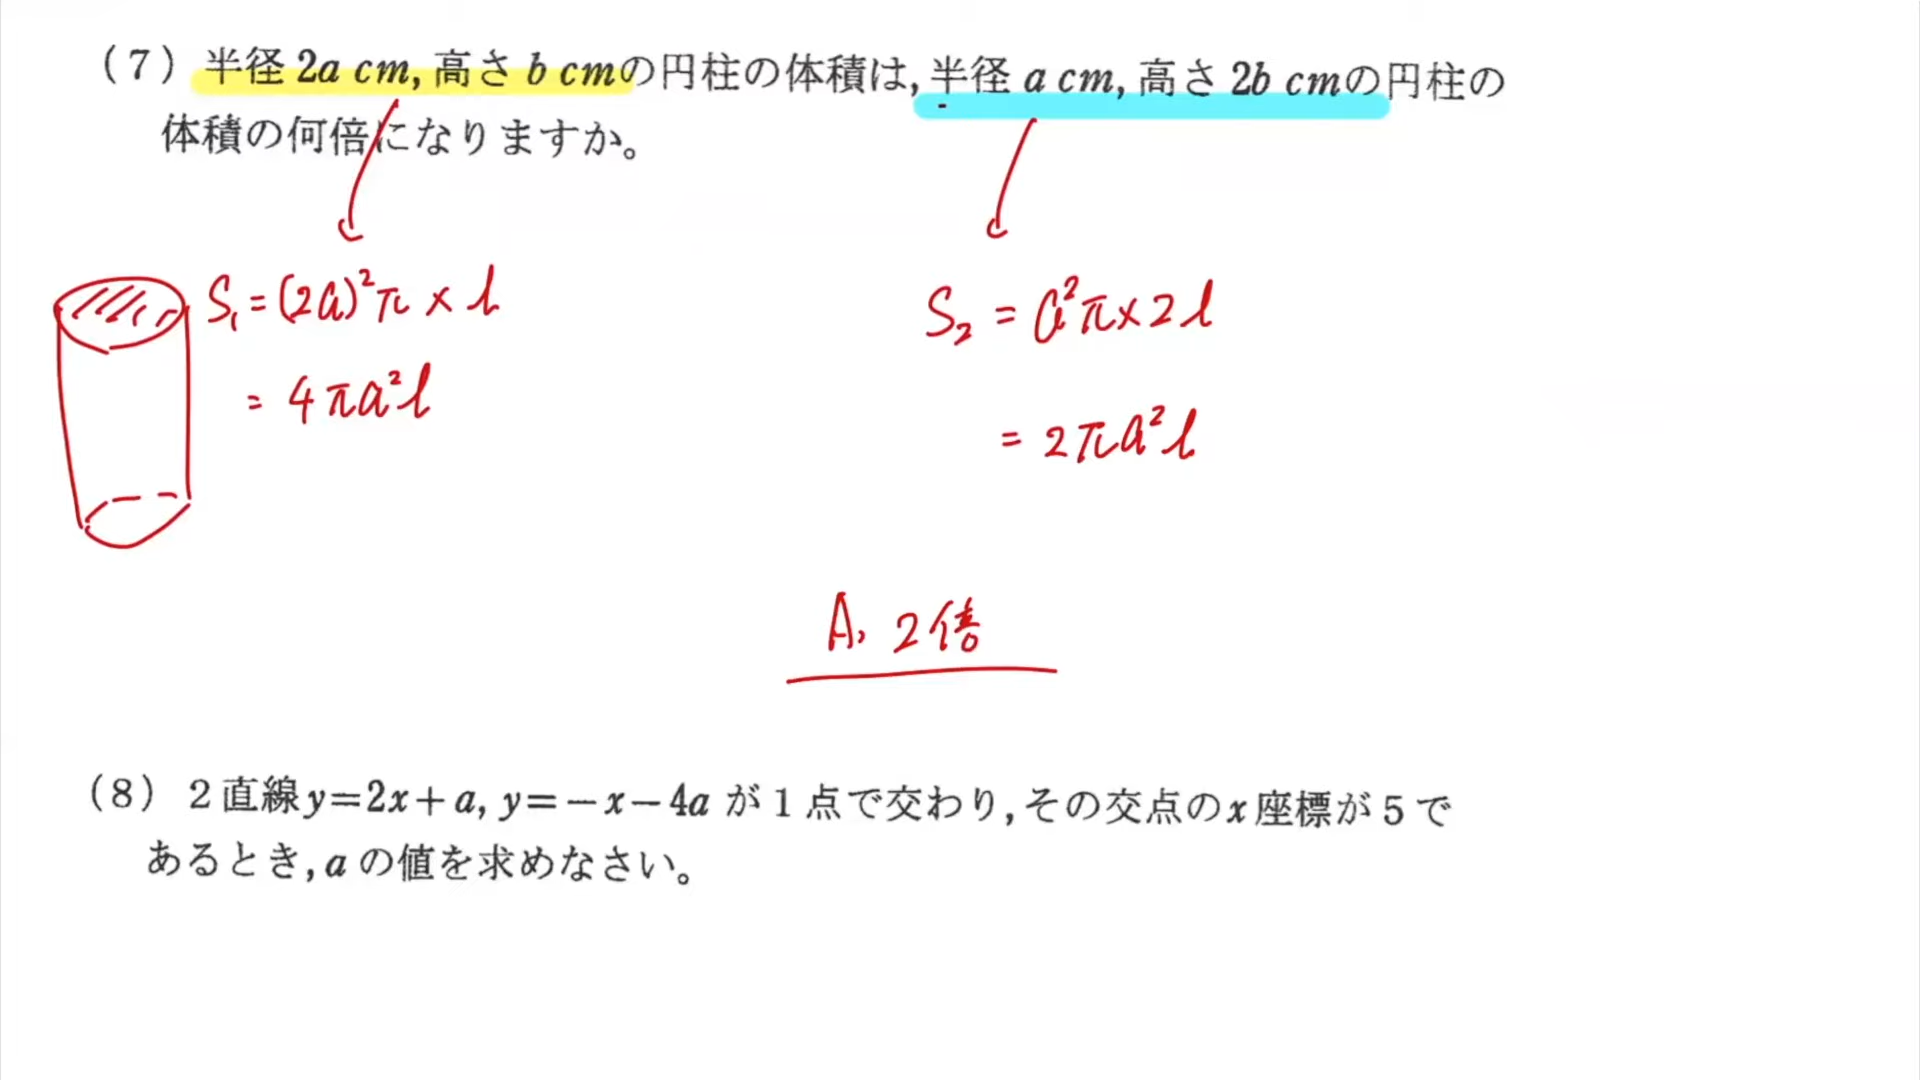 (7) 半径 2a cm, 高さ b cmの円柱の体積は, 半径 a cm, 高さ 2b cmの円柱の
体積の何倍になりますか。
S₁ = (2a)²π × b
= 4πa²b
S₂ = a²π × 2b
= 2πa²b
A, 2倍
(8) 2直線 y=2x+a, y=-x-4a が1点で交わり, その交点のx座標が5で
あるとき, a の値を求めなさい。